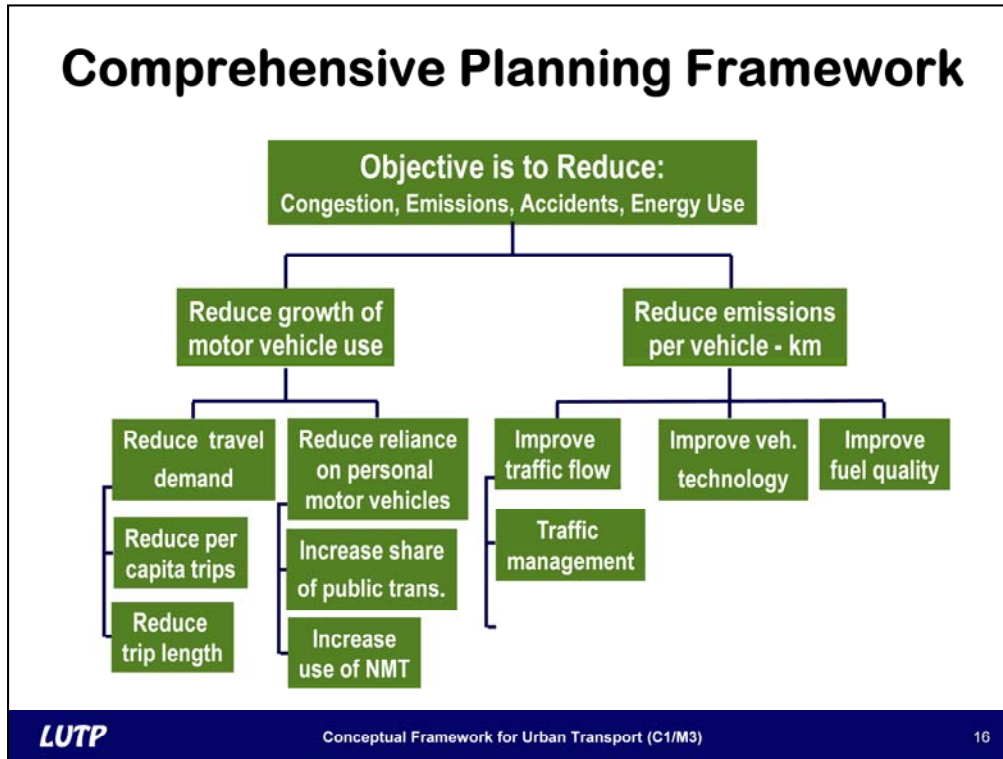 Comprehensive Planning Framework
Objective is to Reduce:
Congestion, Emissions, Accidents, Energy Use
Reduce growth of
motor vehicle use
Reduce emissions
per vehicle - km
Reduce travel
demand
Reduce reliance
on personal
motor vehicles
Improve
traffic flow
Improve veh.
technology
Improve
fuel quality
Reduce per
capita trips
Increase share
of public trans.
Traffic
management
Reduce
trip length
Increase
use of NMT
LUTP
Conceptual Framework for Urban Transport (C1/M3)
16